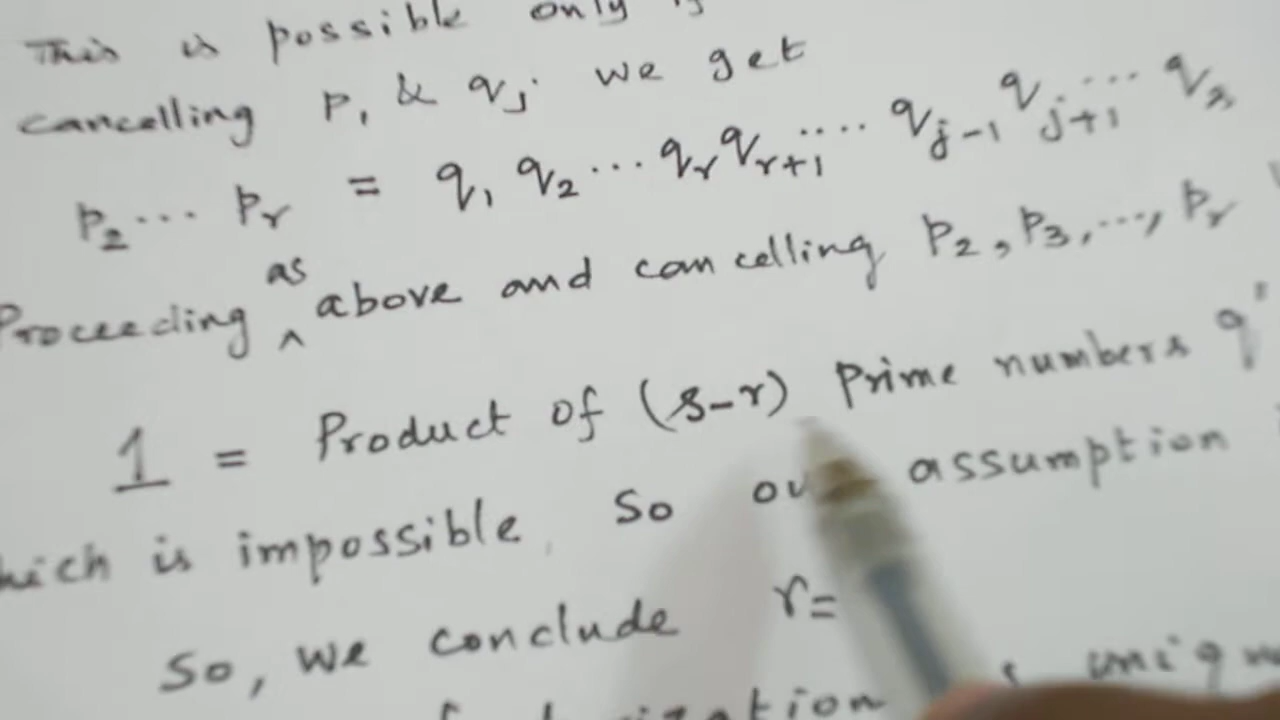 This is possible only if
cancelling p₁ & qⱼ we get
p₂ ... pᵣ = q₁ q₂ ... qᵣ qᵣ₊₁ .... qⱼ₋₁ qⱼ₊₁ ... qₛ
Proceeding as above and cancelling p₂, p₃, ..., pᵣ
1 = Product of (s-r) prime numbers q'
which is impossible. So our assumption
So, we conclude r=